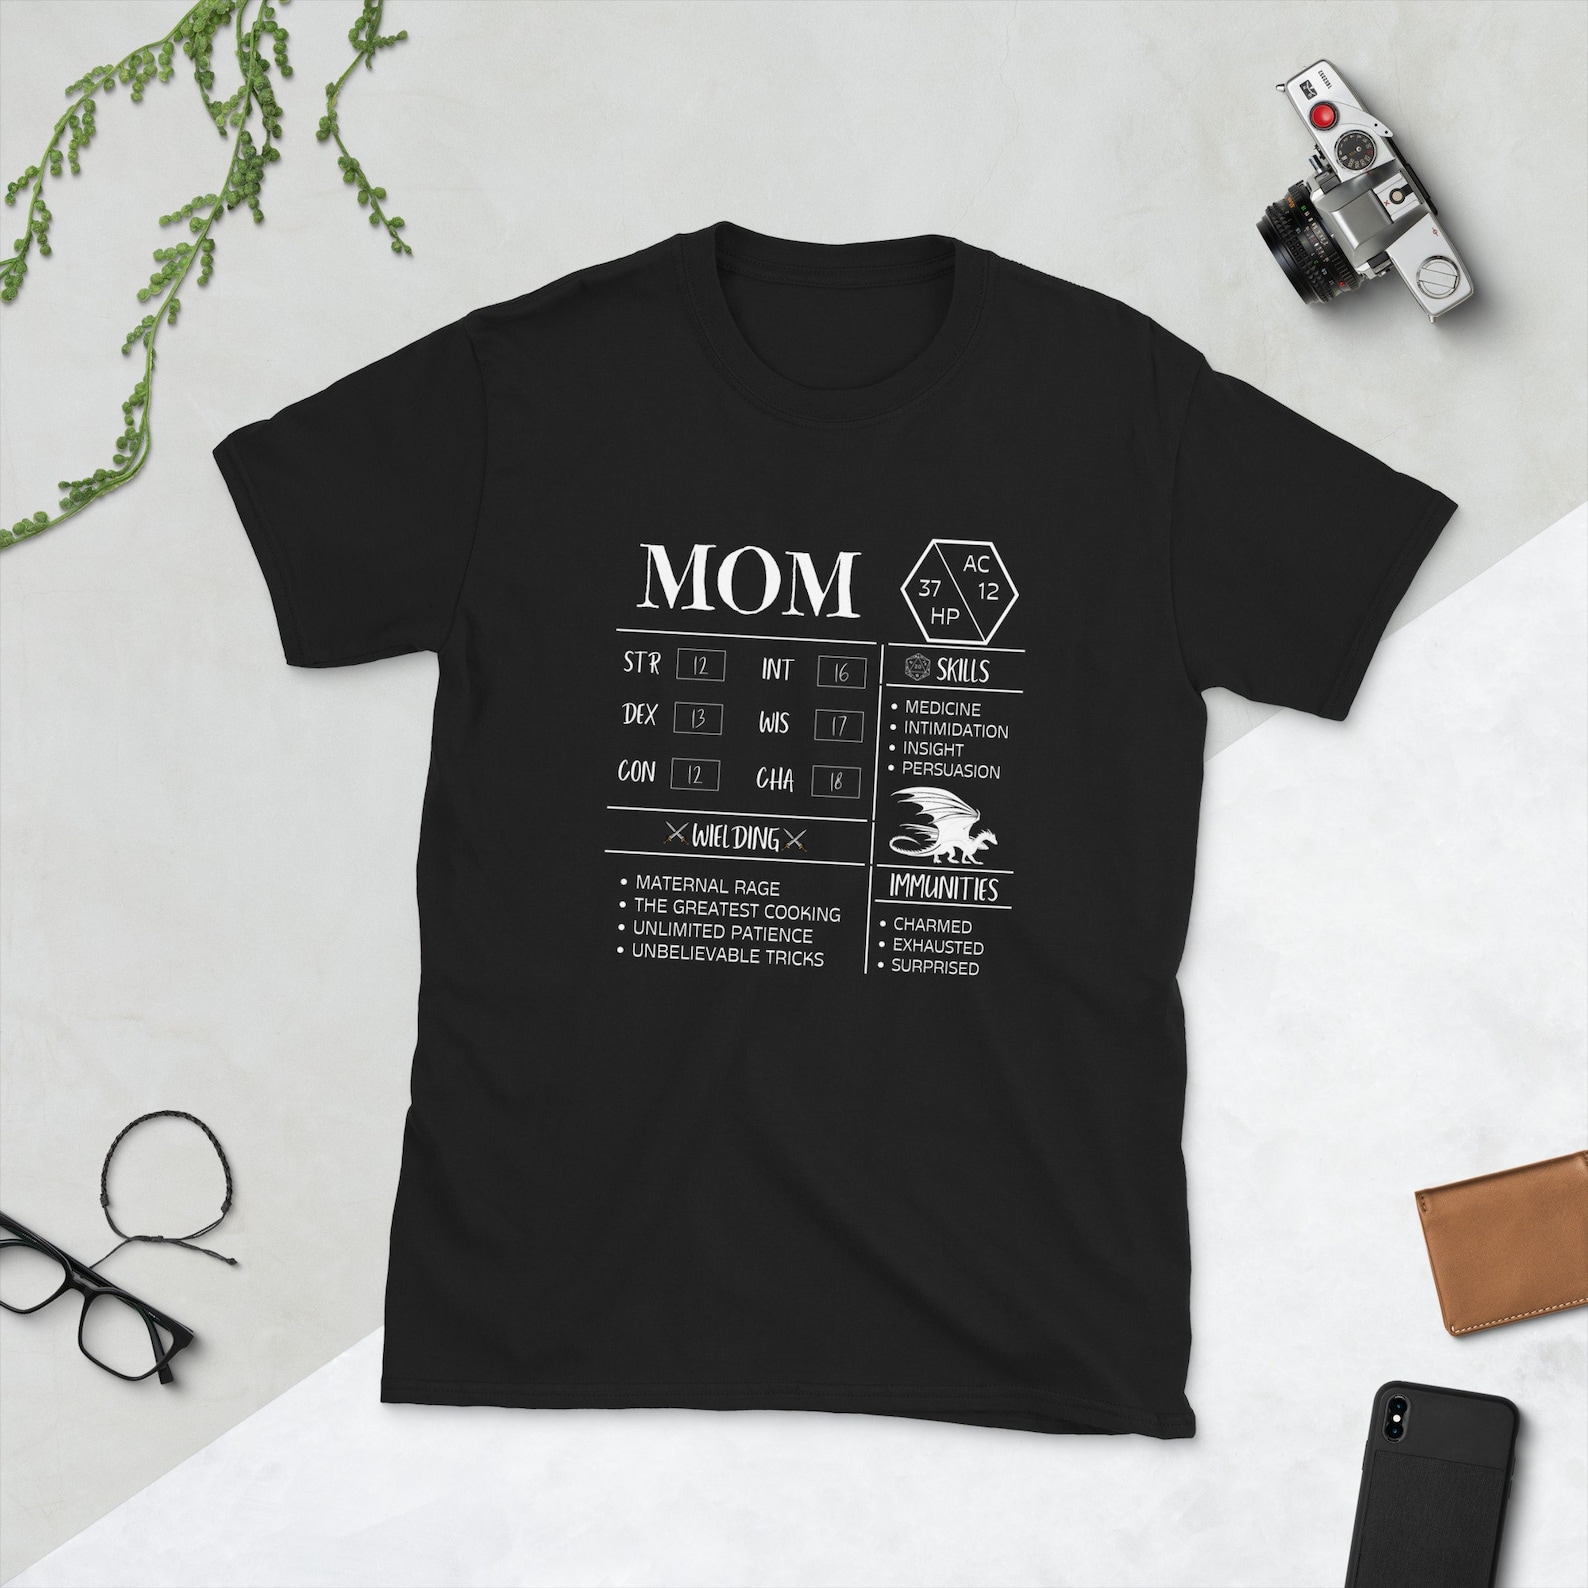 MOM
AC
12
37
HP
STR 12 INT 16
DEX 13 WIS 17
CON 12 CHA 18
WIELDING
• MATERNAL RAGE
• THE GREATEST COOKING
• UNLIMITED PATIENCE
• UNBELIEVABLE TRICKS
20
SKILLS
• MEDICINE
• INTIMIDATION
• INSIGHT
• PERSUASION
IMMUNITIES
• CHARMED
• EXHAUSTED
• SURPRISED